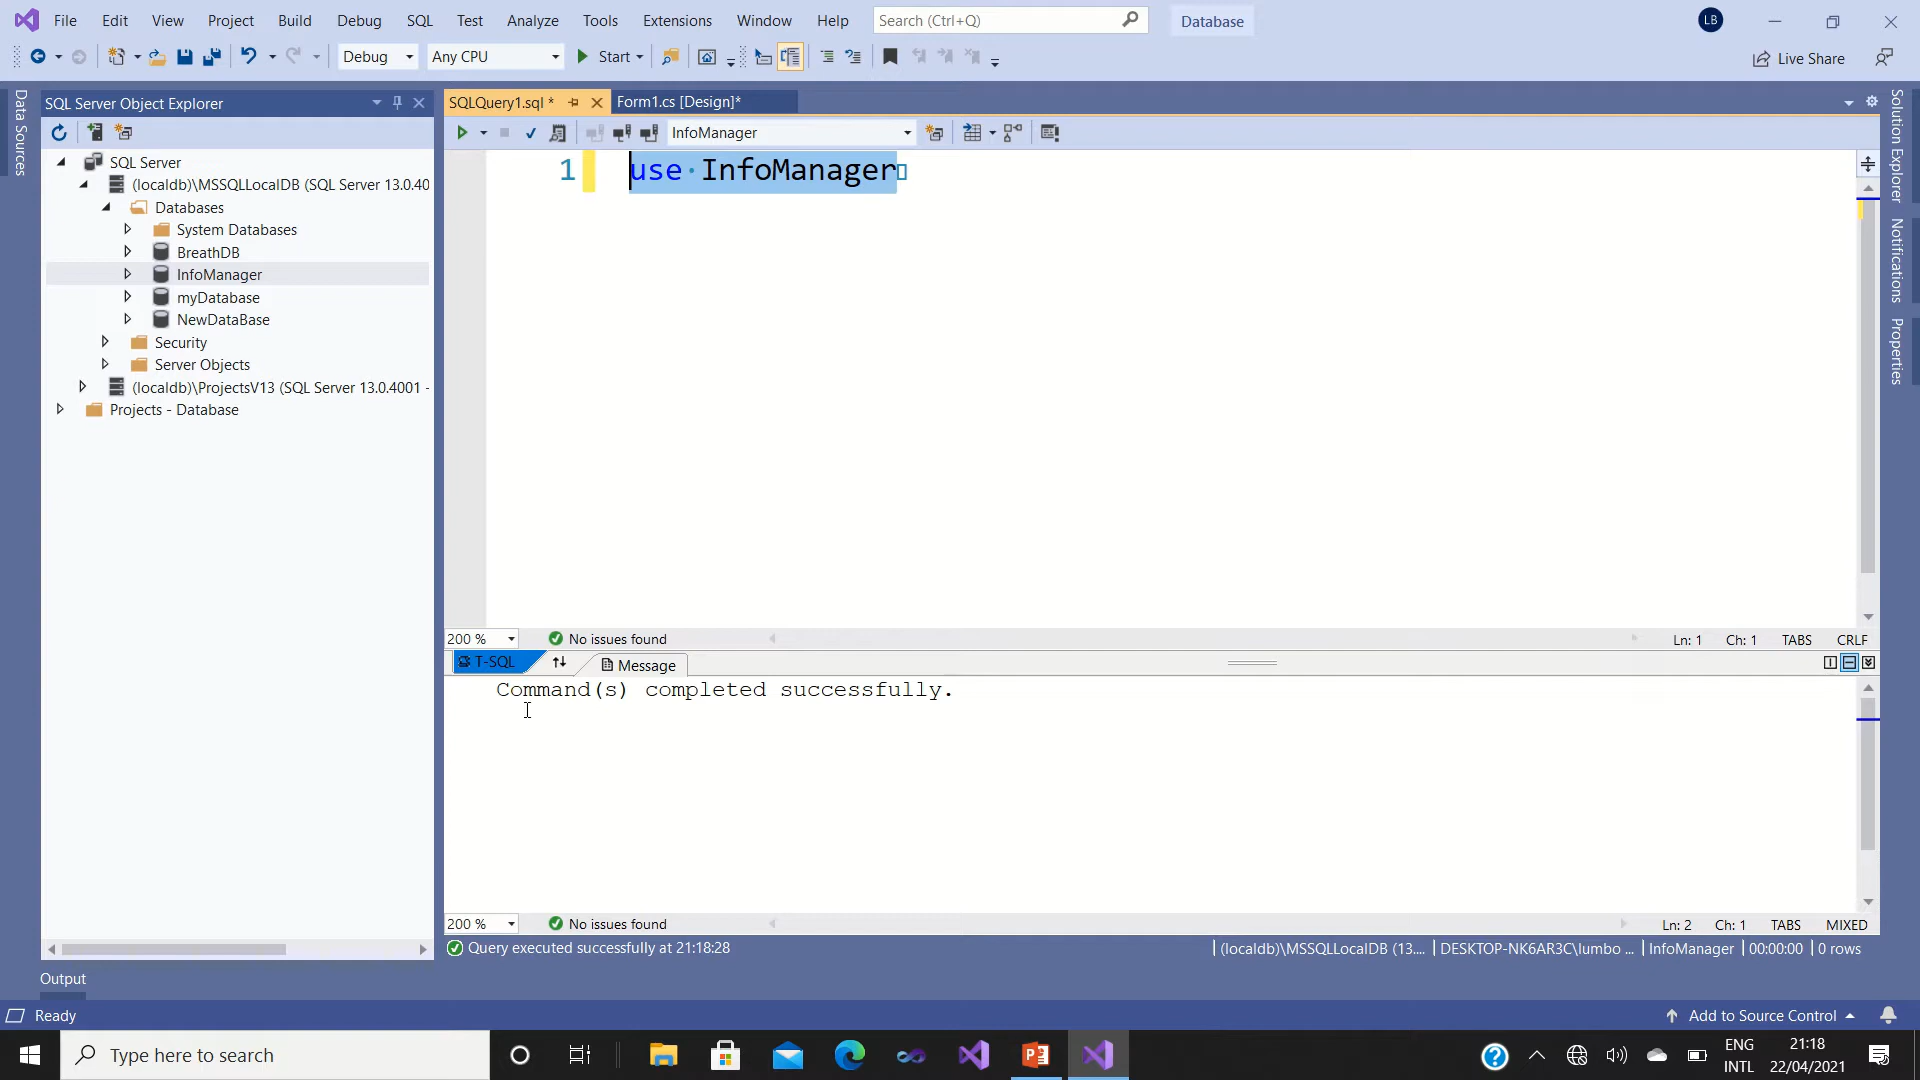 File Edit View Project Build Debug SQL Test Analyze Tools Extensions Window Help Search (Ctrl+Q) Database LB
Debug Any CPU Start Live Share
Data Sources
SQL Server Object Explorer
SQL Server
(localdb)\MSSQLLocalDB (SQL Server 13.0.40
Databases
System Databases
BreathDB
InfoManager
myDatabase
NewDataBase
Security
Server Objects
(localdb)\ProjectsV13 (SQL Server 13.0.4001 -
Projects - Database
SQLQuery1.sql * Form1.cs [Design]*
InfoManager
1 use InfoManager
200 % No issues found Ln: 1 Ch: 1 TABS CRLF
T-SQL Message
Command(s) completed successfully.
200 % No issues found Ln: 2 Ch: 1 TABS MIXED
Query executed successfully at 21:18:28 (localdb)\MSSQLLocalDB (13.... DESKTOP-NK6AR3C\lumbo ... InfoManager 00:00:00 0 rows
Solution Explorer
Notifications
Properties
Output
Ready Add to Source Control
Type here to search ENG 21:18
INTL 22/04/2021